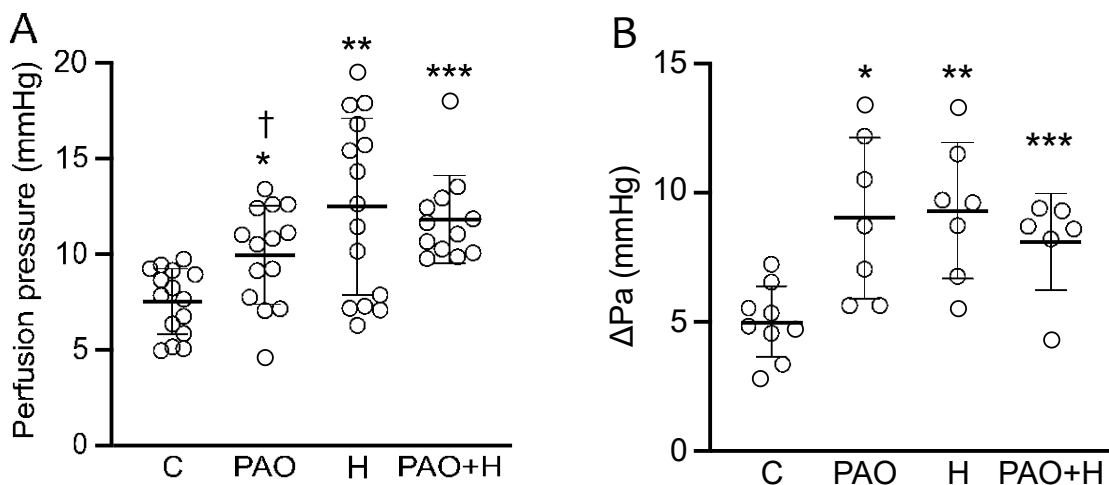 A
Perfusion pressure (mmHg)
20
15
10
5
0
†
*
**
***
C PAO H PAO+H
B
ΔPa (mmHg)
15
10
5
0
*
**
***
C PAO H PAO+H